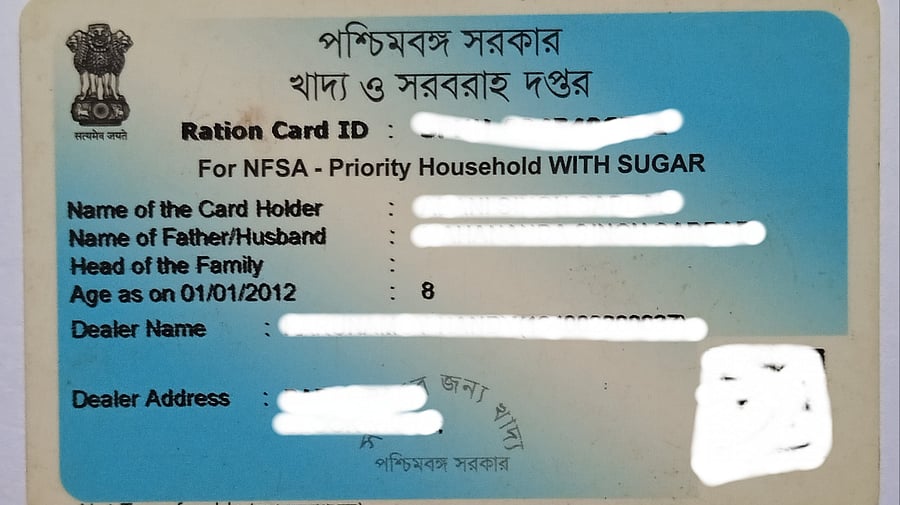 পশ্চিমবঙ্গ সরকার
খাদ্য ও সরবরাহ দপ্তর
सत्यमेव जयते
Ration Card ID :
For NFSA - Priority Household WITH SUGAR
Name of the Card Holder :
Name of Father/Husband :
Head of the Family :
Age as on 01/01/2012 : 8
Dealer Name :
Dealer Address :
জন্য খাদ্য
পশ্চিমবঙ্গ সরকার